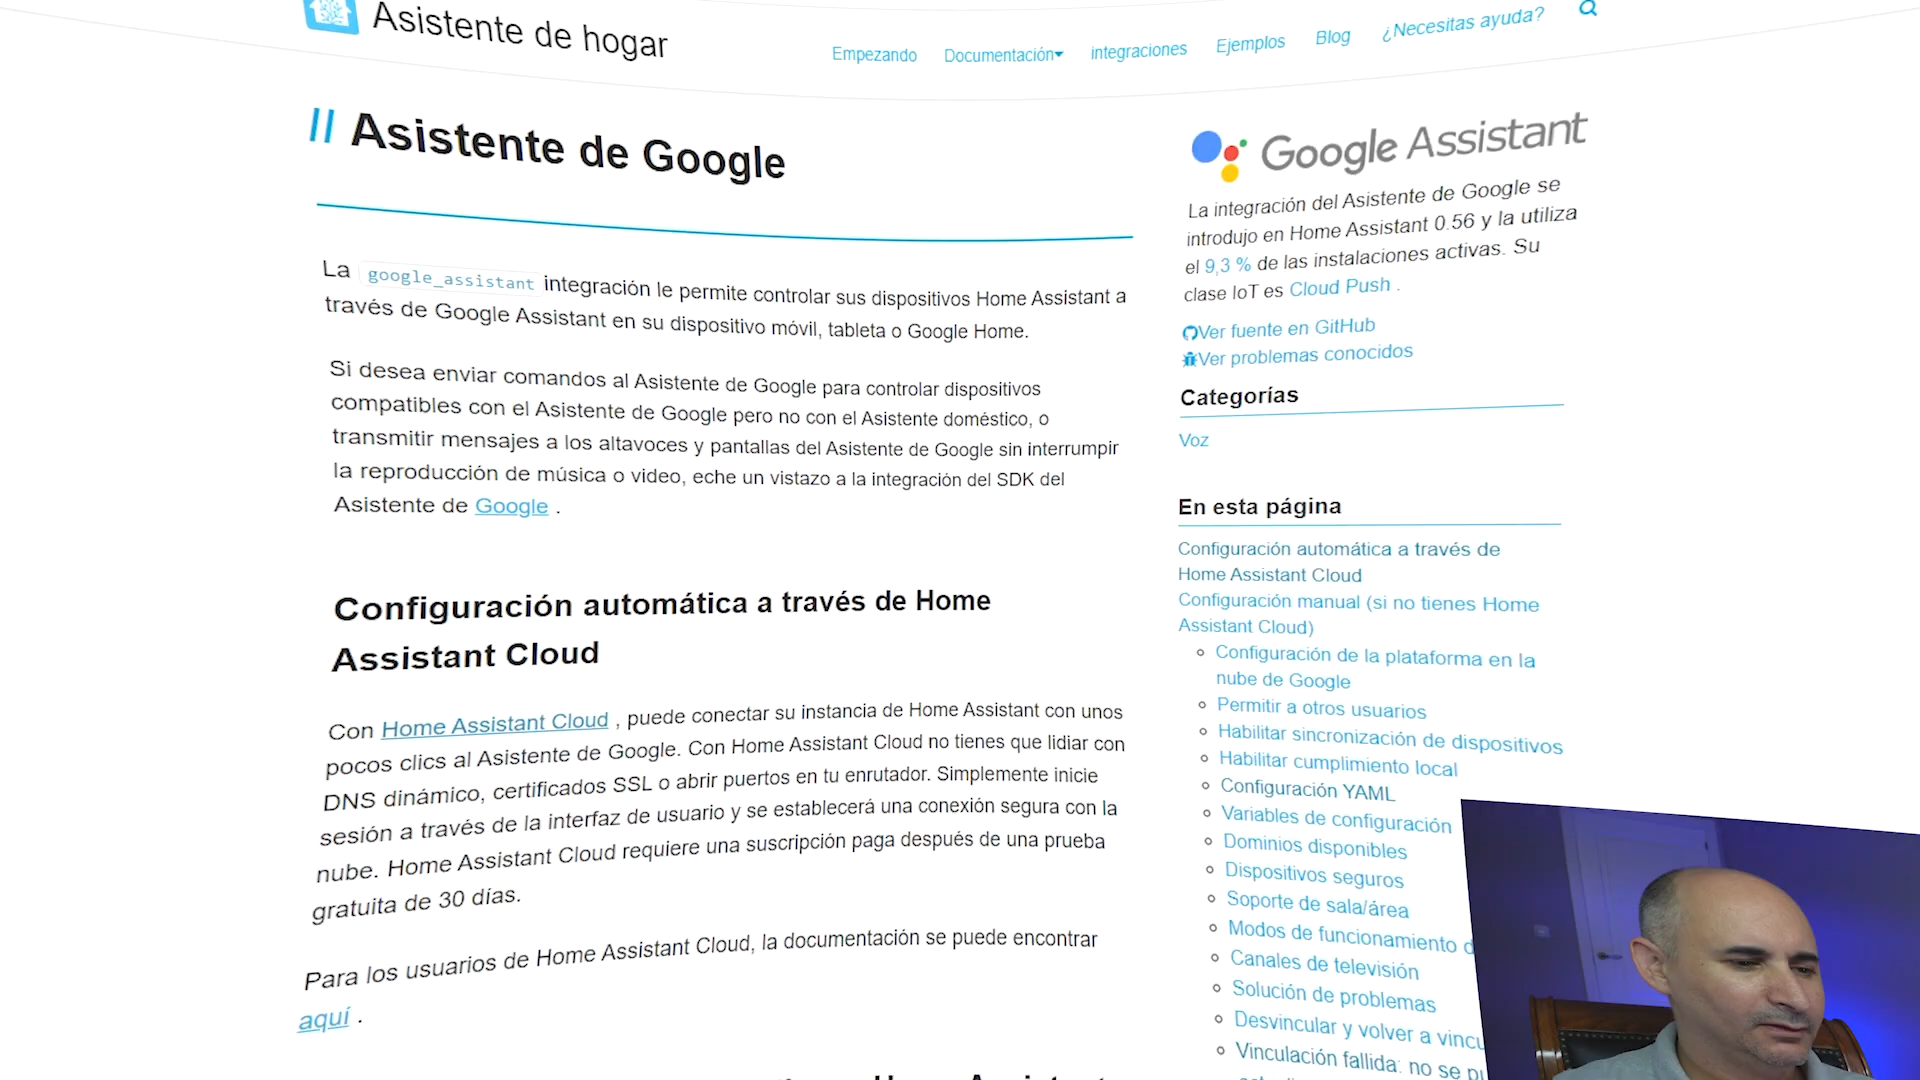 Asistente de hogar
Empezando
Documentación
integraciones
Ejemplos
Blog
¿Necesitas ayuda?
// Asistente de Google
La google_assistant integración le permite controlar sus dispositivos Home Assistant a
través de Google Assistant en su dispositivo móvil, tableta o Google Home.
Si desea enviar comandos al Asistente de Google para controlar dispositivos
compatibles con el Asistente de Google pero no con el Asistente doméstico, o
transmitir mensajes a los altavoces y pantallas del Asistente de Google sin interrumpir
la reproducción de música o video, eche un vistazo a la integración del SDK del
Asistente de Google .
Configuración automática a través de Home
Assistant Cloud
Con Home Assistant Cloud , puede conectar su instancia de Home Assistant con unos
pocos clics al Asistente de Google. Con Home Assistant Cloud no tienes que lidiar con
DNS dinámico, certificados SSL o abrir puertos en tu enrutador. Simplemente inicie
sesión a través de la interfaz de usuario y se establecerá una conexión segura con la
nube. Home Assistant Cloud requiere una suscripción paga después de una prueba
gratuita de 30 días.
Para los usuarios de Home Assistant Cloud, la documentación se puede encontrar
aquí .
Google Assistant
La integración del Asistente de Google se
introdujo en Home Assistant 0.56 y la utiliza
el 9,3 % de las instalaciones activas. Su
clase IoT es Cloud Push .
Ver fuente en GitHub
Ver problemas conocidos
Categorías
Voz
En esta página
Configuración automática a través de
Home Assistant Cloud
Configuración manual (si no tienes Home
Assistant Cloud)
Configuración de la plataforma en la
nube de Google
Permitir a otros usuarios
Habilitar sincronización de dispositivos
Habilitar cumplimiento local
Configuración YAML
Variables de configuración
Dominios disponibles
Dispositivos seguros
Soporte de sala/área
Modos de funcionamiento d
Canales de televisión
Solución de problemas
Desvincular y volver a vincu
Vinculación fallida: no se pu